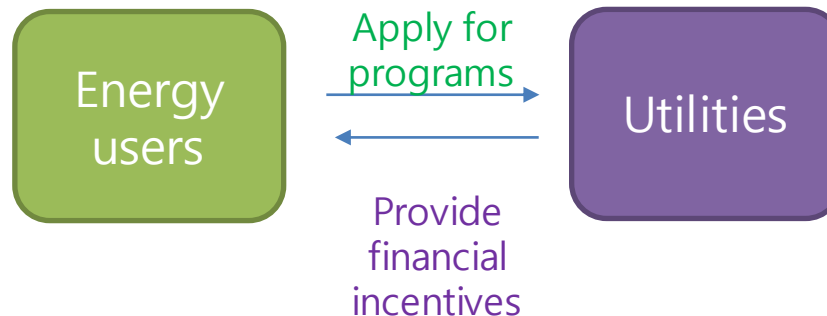 Energy
users
Apply for
programs
Utilities
Provide
financial
incentives